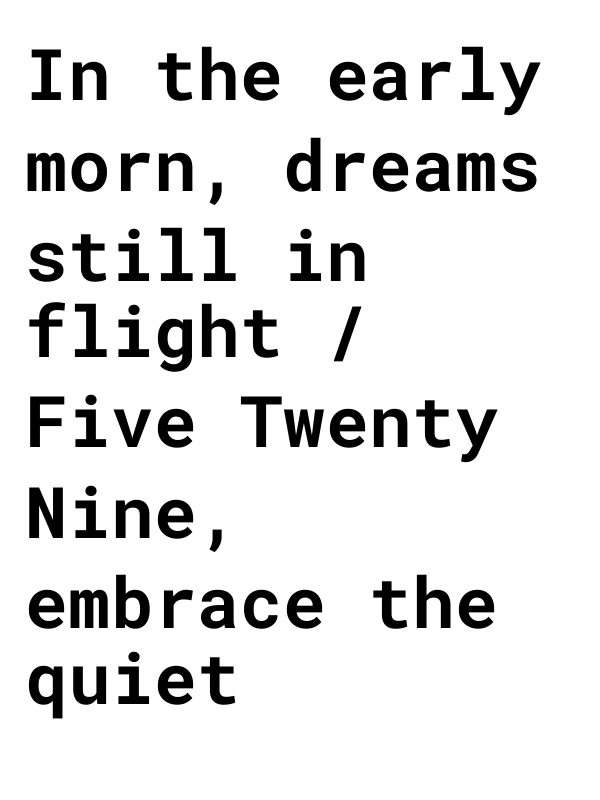 In the early
morn, dreams
still in
flight /
Five Twenty
Nine,
embrace the
quiet